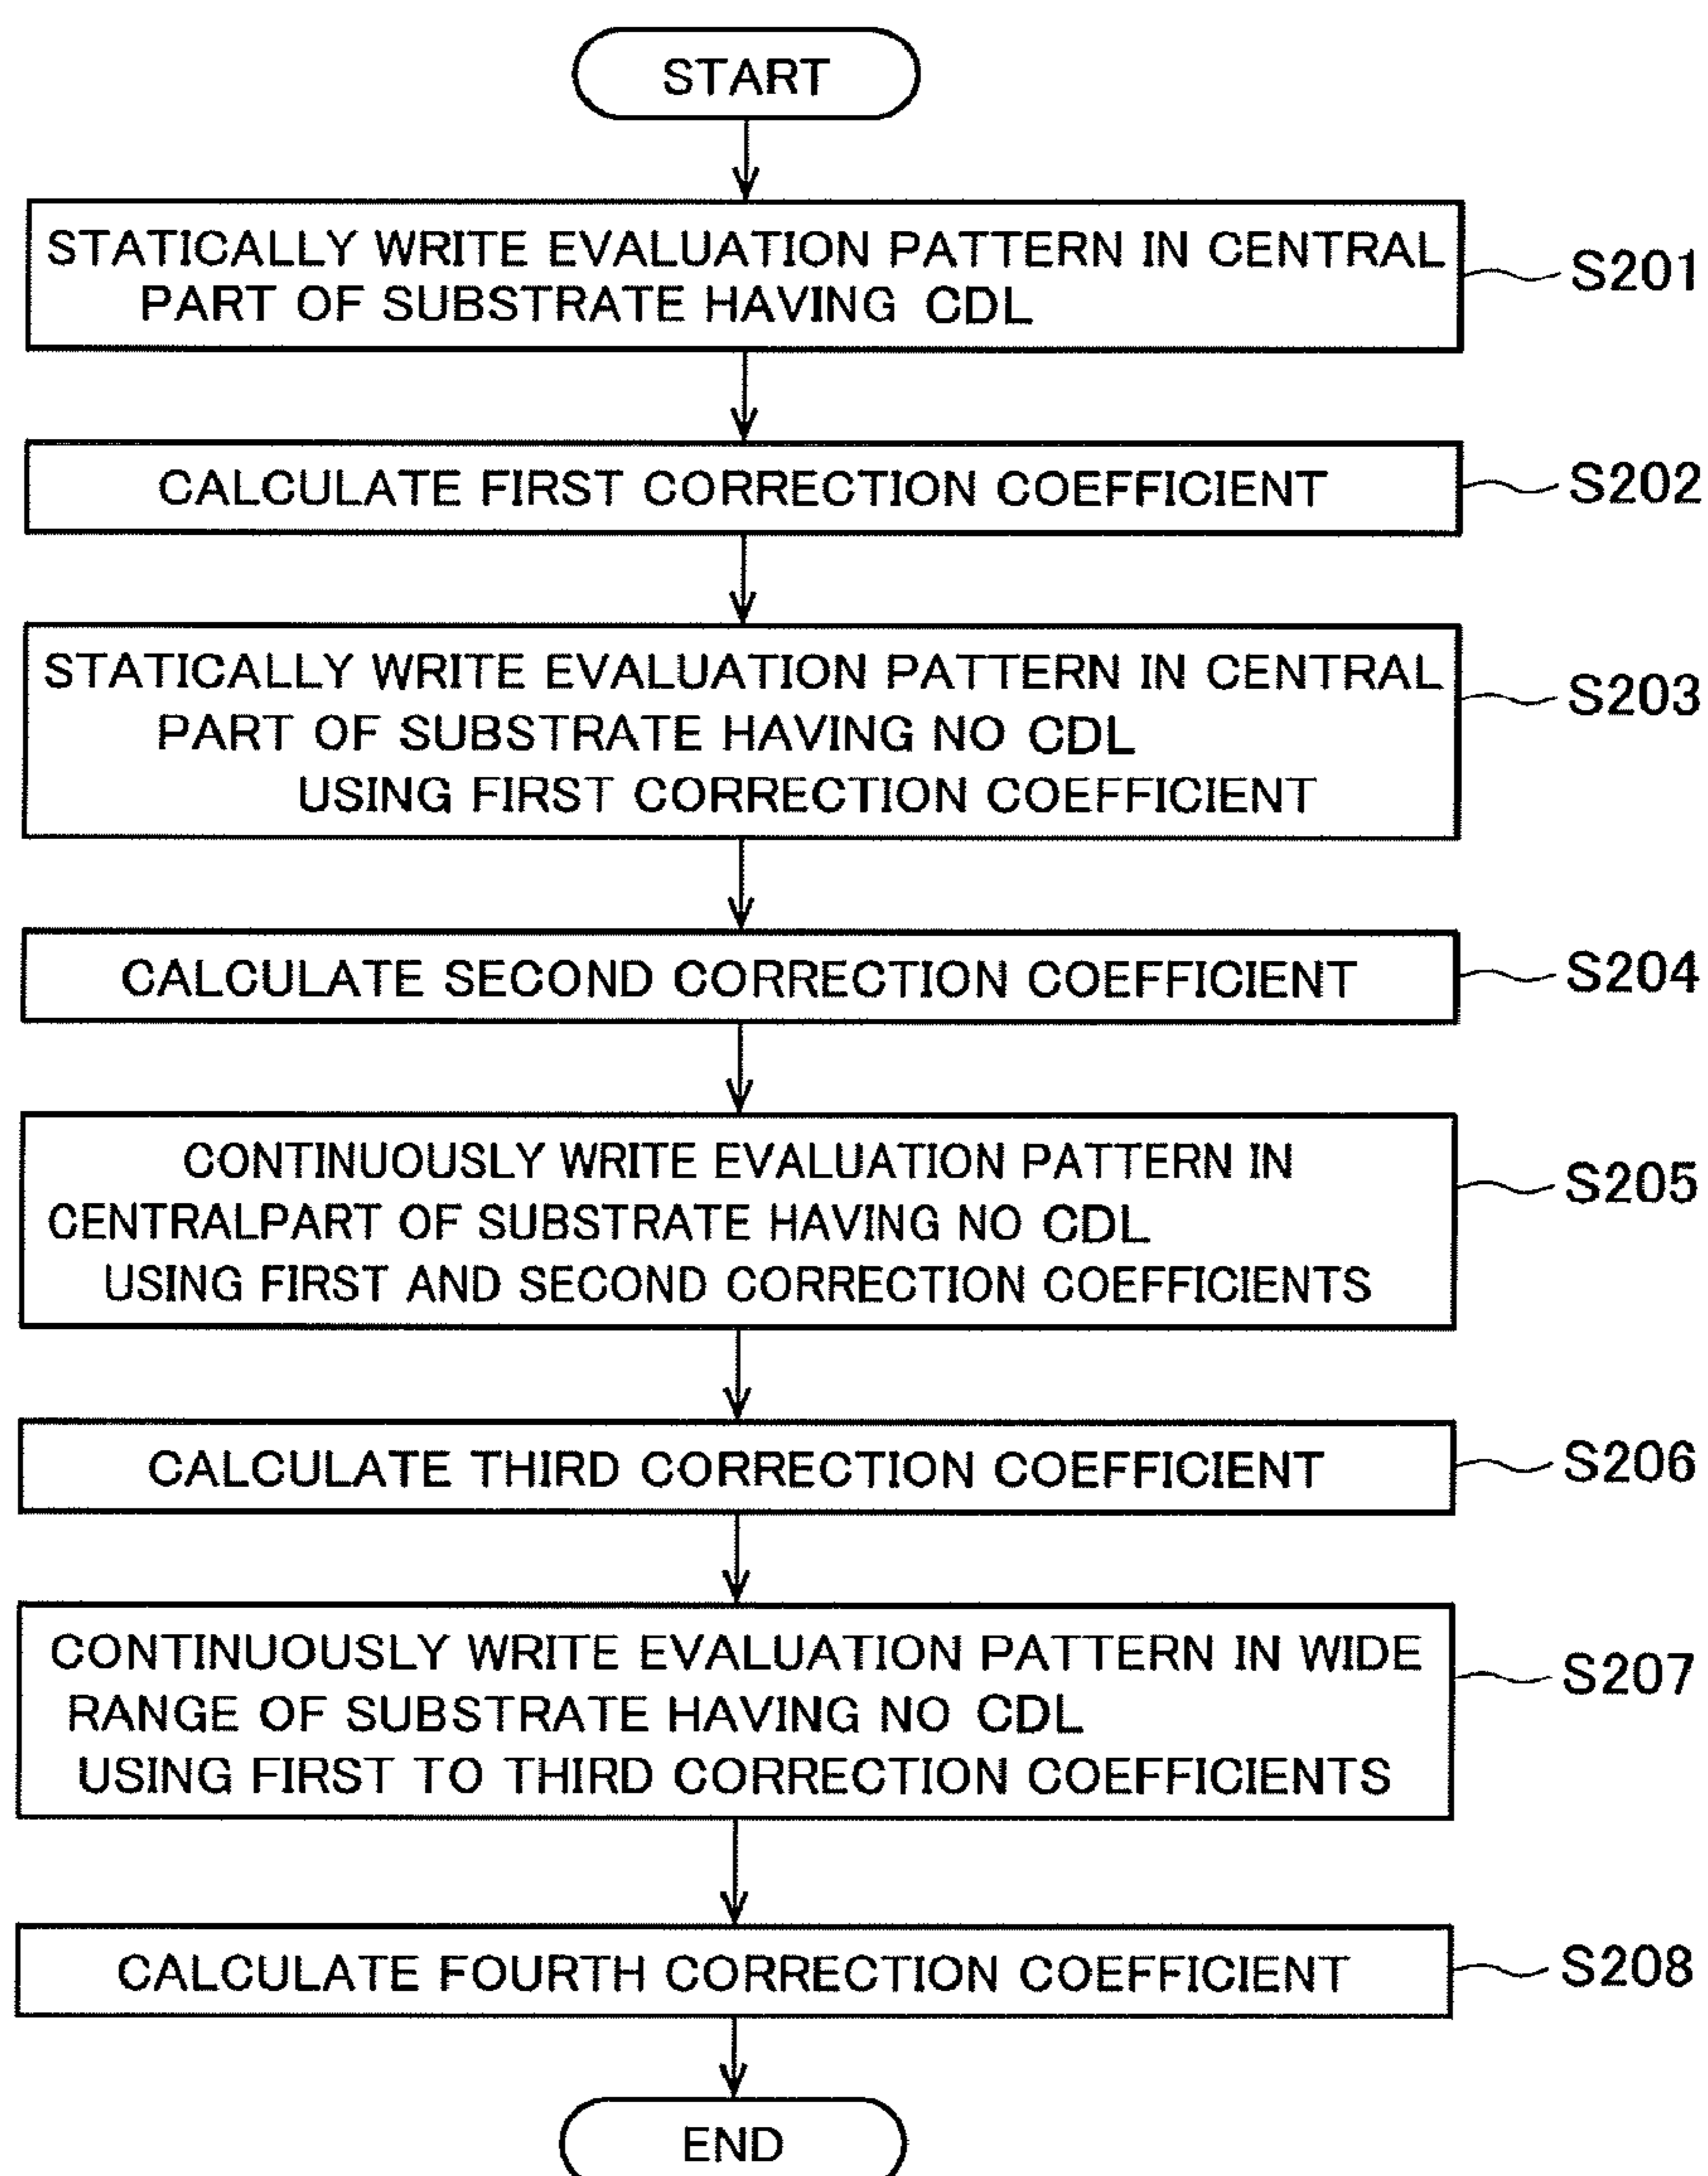 START
STATICALLY WRITE EVALUATION PATTERN IN CENTRAL
PART OF SUBSTRATE HAVING CDL
S201
CALCULATE FIRST CORRECTION COEFFICIENT
S202
STATICALLY WRITE EVALUATION PATTERN IN CENTRAL
PART OF SUBSTRATE HAVING NO CDL
USING FIRST CORRECTION COEFFICIENT
S203
CALCULATE SECOND CORRECTION COEFFICIENT
S204
CONTINUOUSLY WRITE EVALUATION PATTERN IN
CENTRALPART OF SUBSTRATE HAVING NO CDL
USING FIRST AND SECOND CORRECTION COEFFICIENTS
S205
CALCULATE THIRD CORRECTION COEFFICIENT
S206
CONTINUOUSLY WRITE EVALUATION PATTERN IN WIDE
RANGE OF SUBSTRATE HAVING NO CDL
USING FIRST TO THIRD CORRECTION COEFFICIENTS
S207
CALCULATE FOURTH CORRECTION COEFFICIENT
S208
END